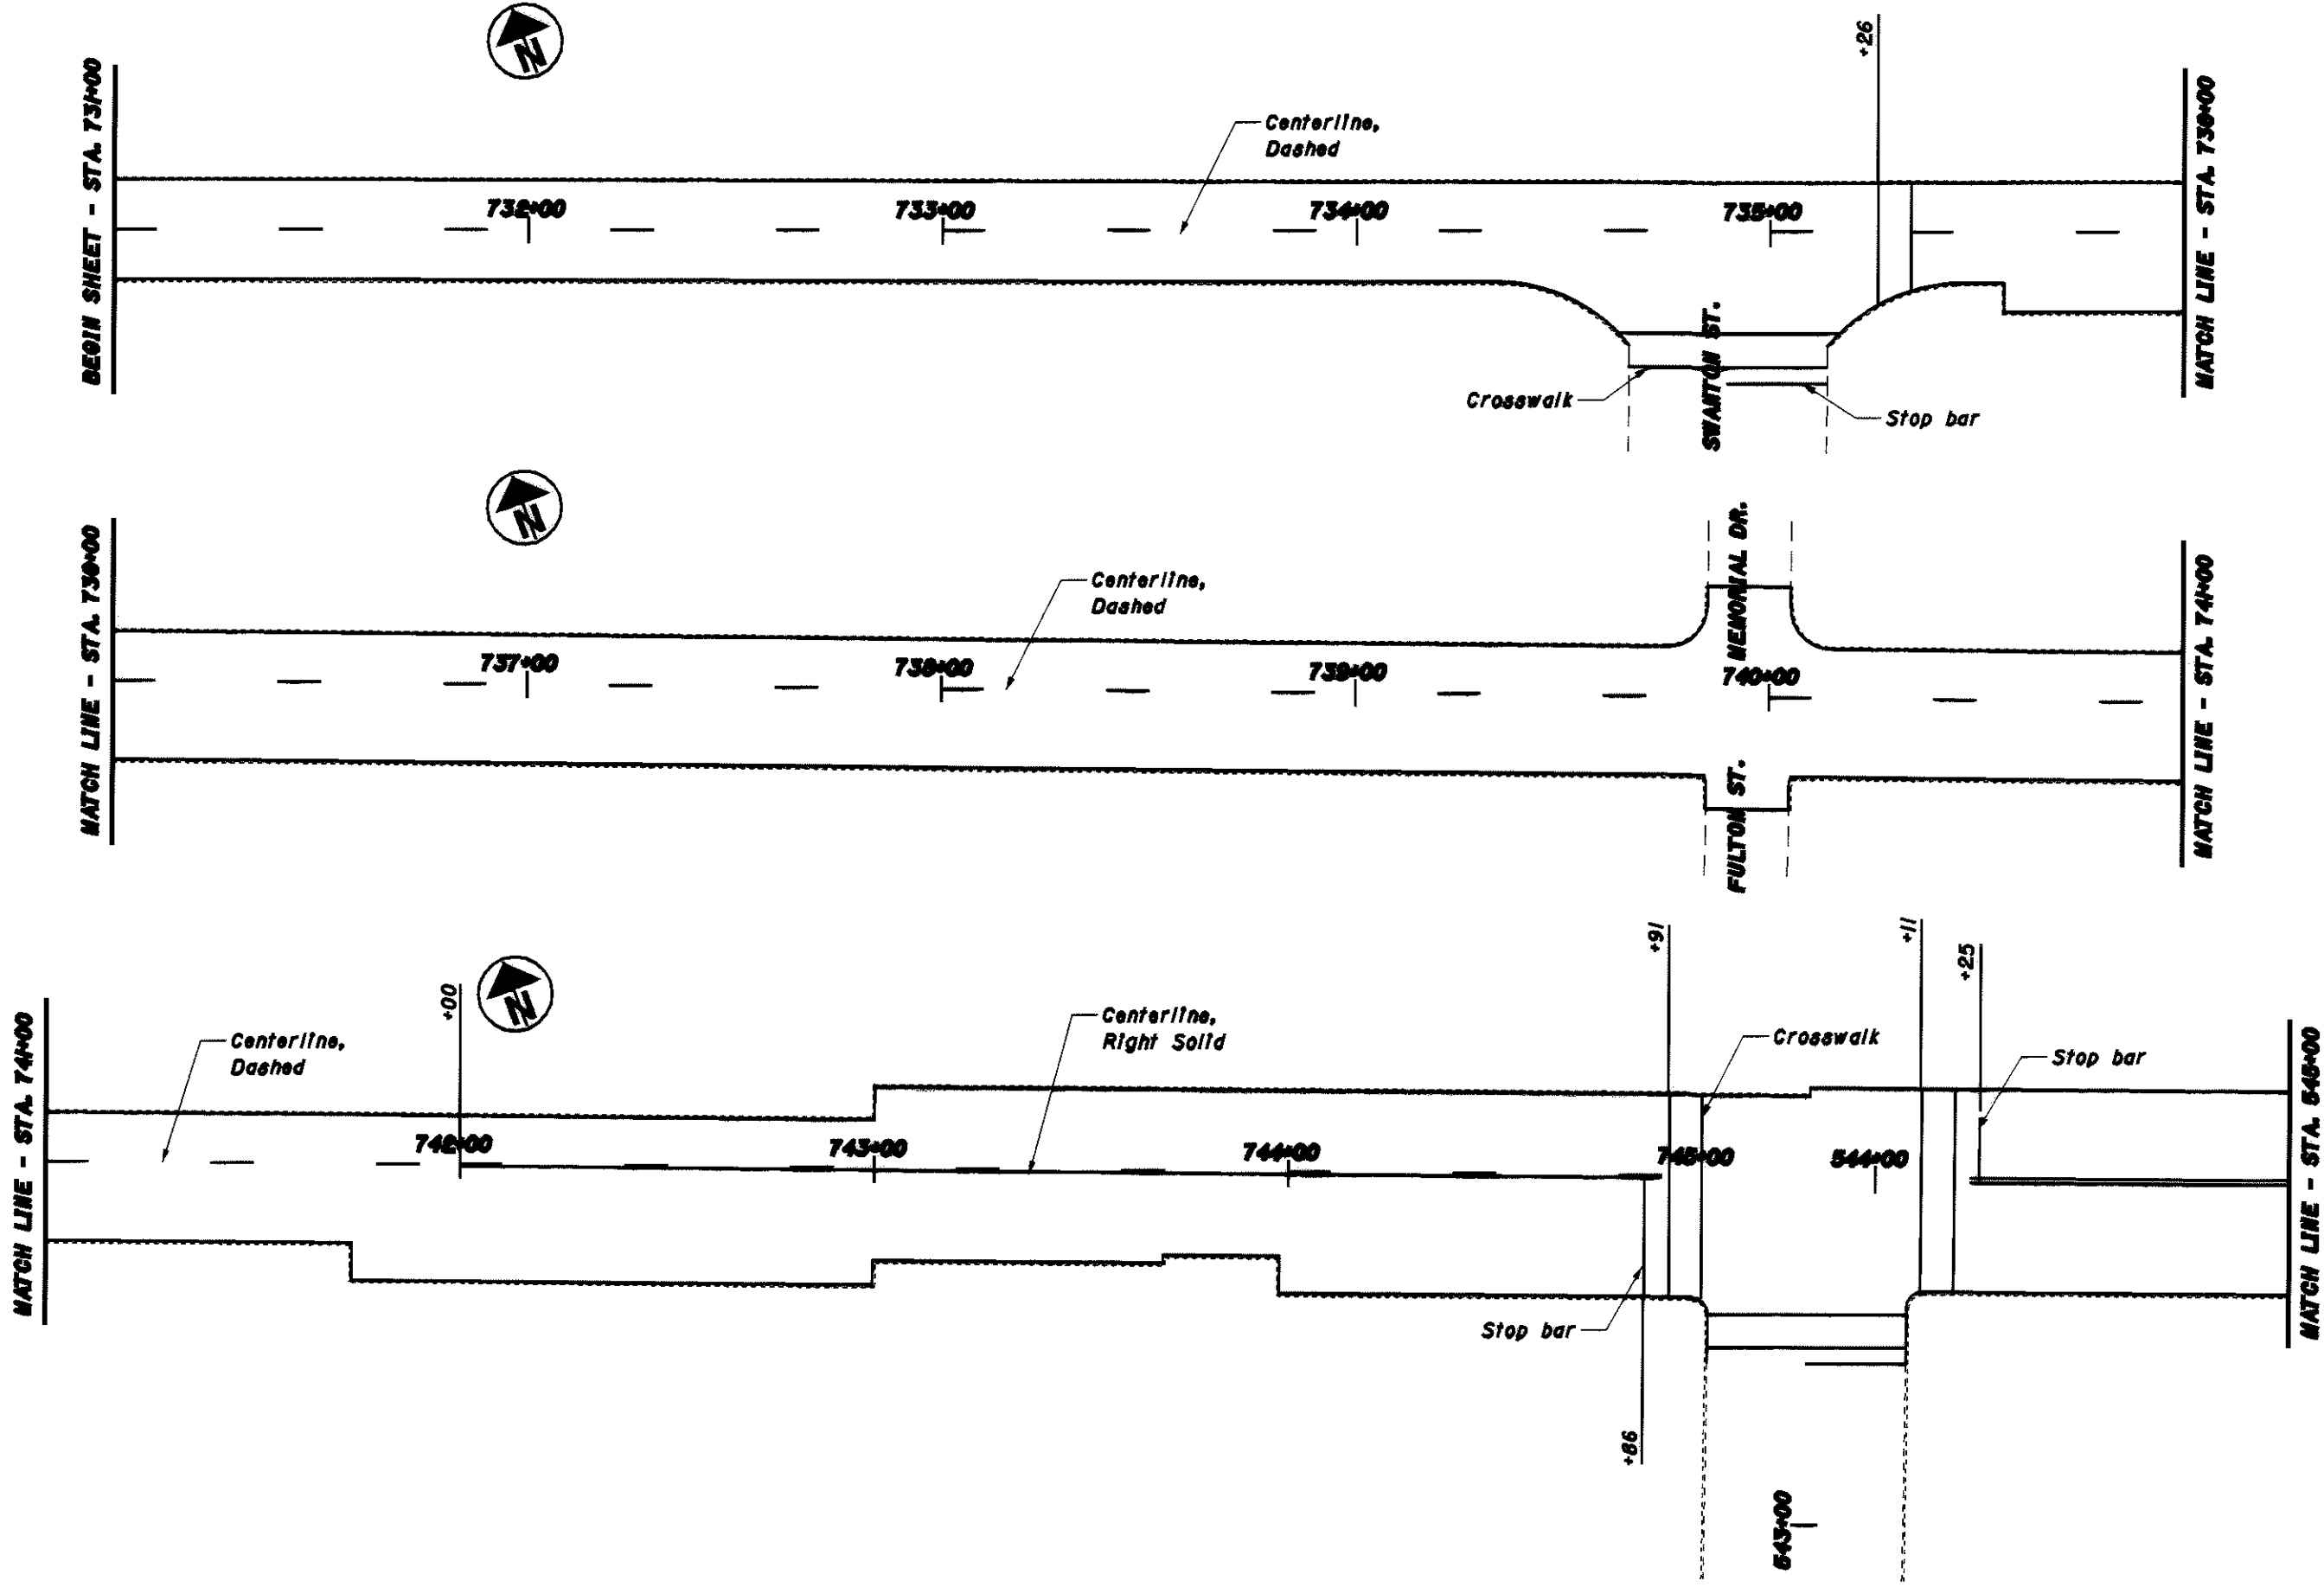 N
+26
BEGIN SHEET - STA. 731+00
Centerline,
Dashed
MATCH LINE - STA. 736+00
732+00
733+00
734+00
735+00
SWANTON ST.
Crosswalk
Stop bar
N
MATCH LINE - STA. 736+00
Centerline,
Dashed
MEMORIAL DR.
MATCH LINE - STA. 741+00
737+00
738+00
739+00
740+00
FULTON ST.
N
+00
+91
+11
+25
MATCH LINE - STA. 741+00
Centerline,
Dashed
Centerline,
Right Solid
Crosswalk
Stop bar
MATCH LINE - STA. 545+00
742+00
743+00
744+00
745+00
544+00
Stop bar
+86
543+00